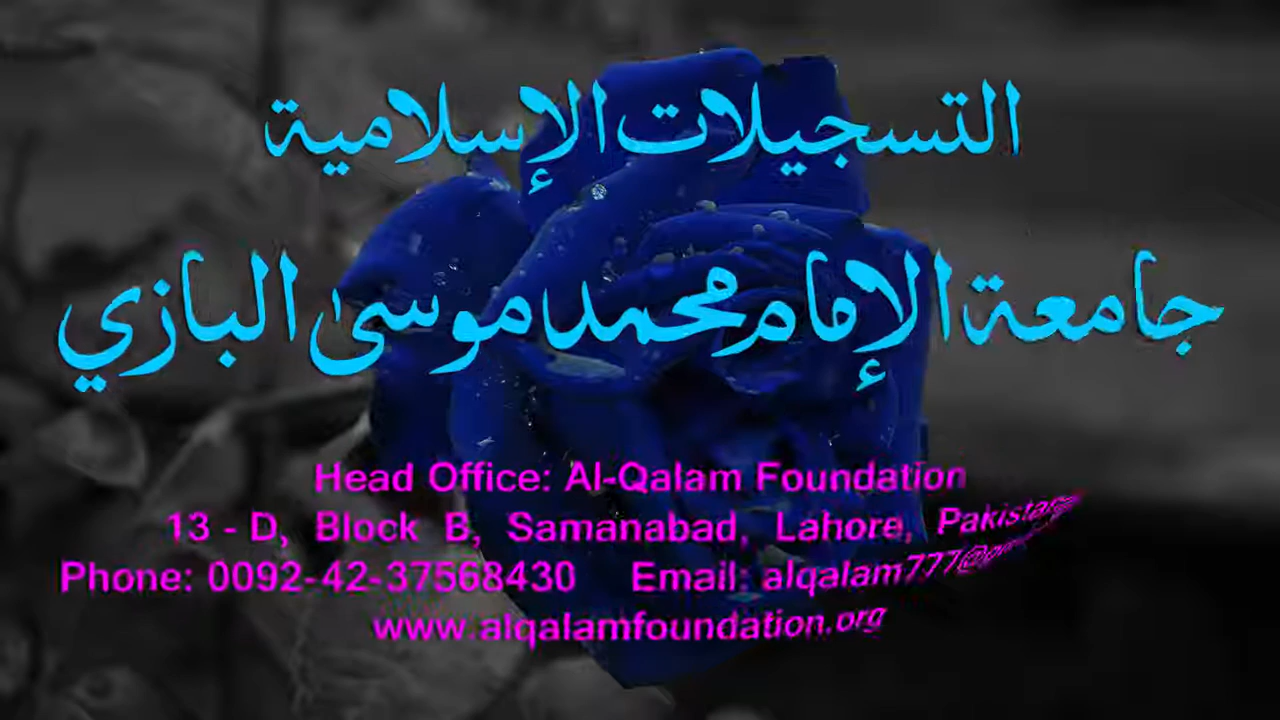 التسجيلات الإسلامية
جامعة الإمام محمد موسىٰ البازي
Head Office: Al-Qalam Foundation
13 - D, Block B, Samanabad, Lahore, Pakistan
Phone: 0092-42-37568430 Email:
www.alqalamfoundation.org